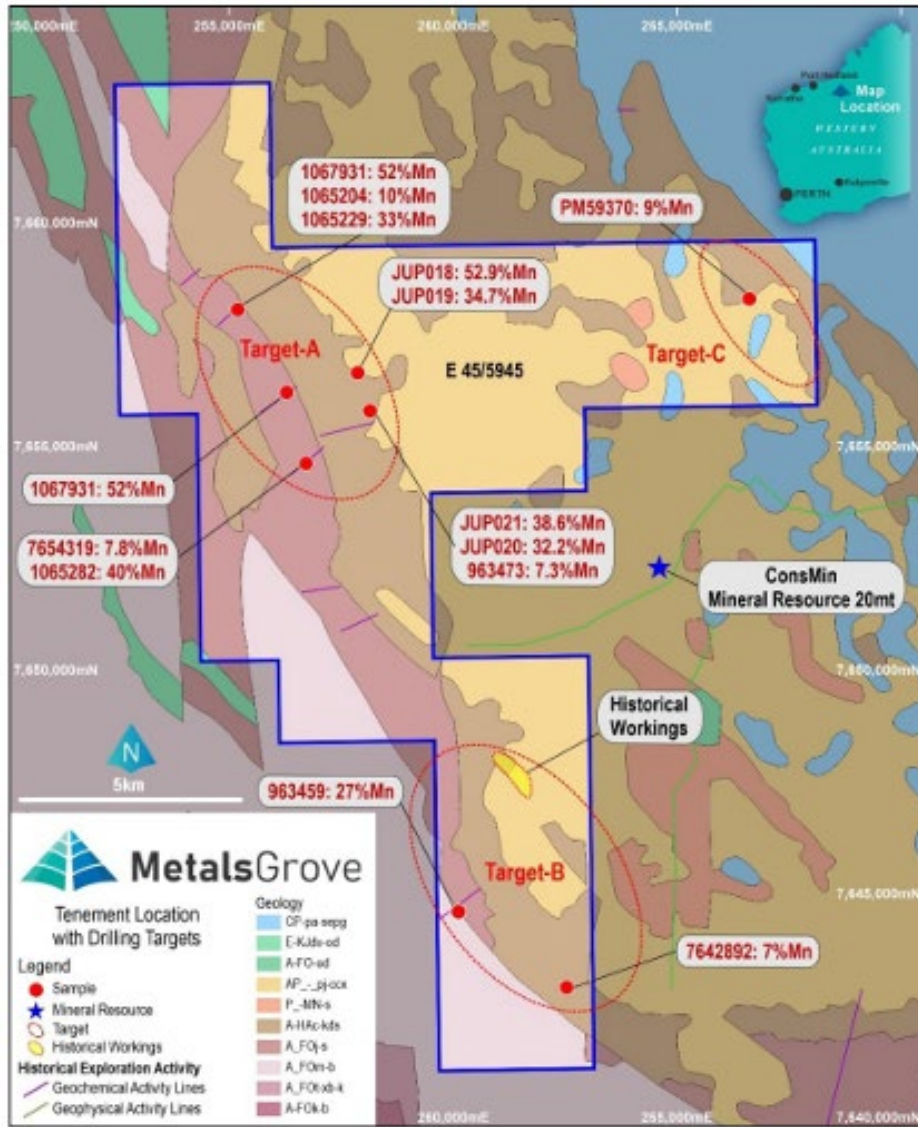 255,000mE
260,000mE
265,000mE
Port Hedland
Karratha
Map
Location
WESTERN
AUSTRALIA
PERTH
Kalgoorlie
1067931: 52%Mn
1065204: 10%Mn
1065229: 33%Mn
PM59370: 9%Mn
7,660,000mN
JUP018: 52.9%Mn
JUP019: 34.7%Mn
Target-A
E 45/5945
Target-C
7,655,000mN
7,655,000mN
1067931: 52%Mn
7654319: 7.8%Mn
1065282: 40%Mn
JUP021: 38.6%Mn
JUP020: 32.2%Mn
963473: 7.3%Mn
ConsMin
Mineral Resource 20mt
7,650,000mN
7,650,000mN
Historical
Workings
N
5km
963459: 27%Mn
Target-B
7,645,000mN
7642892: 7%Mn
MetalsGrove
Tenement Location
with Drilling Targets
Legend
Sample
Mineral Resource
Target
Historical Workings
Historical Exploration Activity
Geochemical Activity Lines
Geophysical Activity Lines
Geology
CP-pa-sepg
E-KJdv-od
A-FO-od
AP_-_pj-ccx
P_-MN-s
A-HAc-kds
A_FOj-s
A_FOm-b
A_FOt-xb-k
A-FOk-b
260,000mE
265,000mE
7,640,000mN